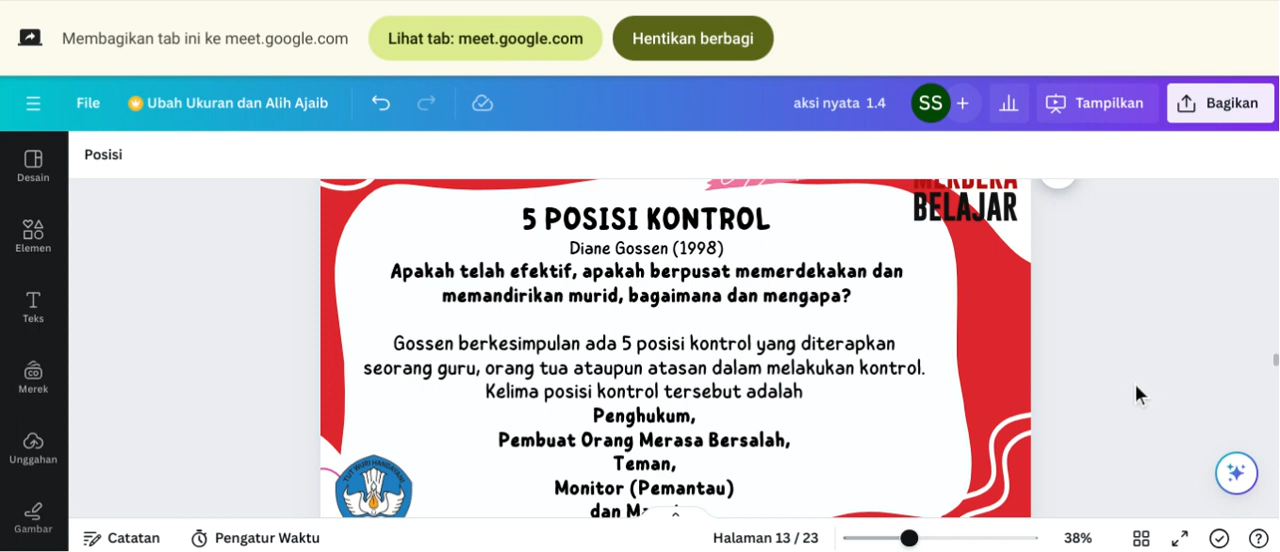 Membagikan tab ini ke meet.google.com
Lihat tab: meet.google.com
Hentikan berbagi
File
Ubah Ukuran dan Alih Ajaib
aksi nyata 1.4
SS
+
Tampilkan
Bagikan
Posisi
Desain
Elemen
Teks
Merek
Unggahan
Gambar
BELAJAR
5 POSISI KONTROL
Diane Gossen (1998)
Apakah telah efektif, apakah berpusat memerdekakan dan
memandirikan murid, bagaimana dan mengapa?
Gossen berkesimpulan ada 5 posisi kontrol yang diterapkan
seorang guru, orang tua ataupun atasan dalam melakukan kontrol.
Kelima posisi kontrol tersebut adalah
Penghukum,
Pembuat Orang Merasa Bersalah,
Teman,
Monitor (Pemantau)
dan
TUT WURI HANDAYANI
Catatan
Pengatur Waktu
Halaman 13 / 23
38%